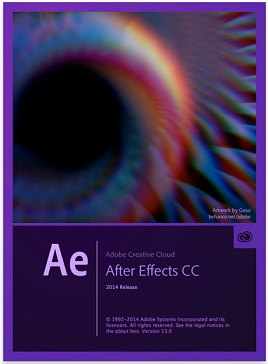 Artwork by Gmo
behance.net/adobe
Ae
Adobe Creative Cloud
After Effects CC
2014 Release
© 1992-2014 Adobe Systems Incorporated and its
licensors. All rights reserved. See the legal notices in
the about box. Version 13.0